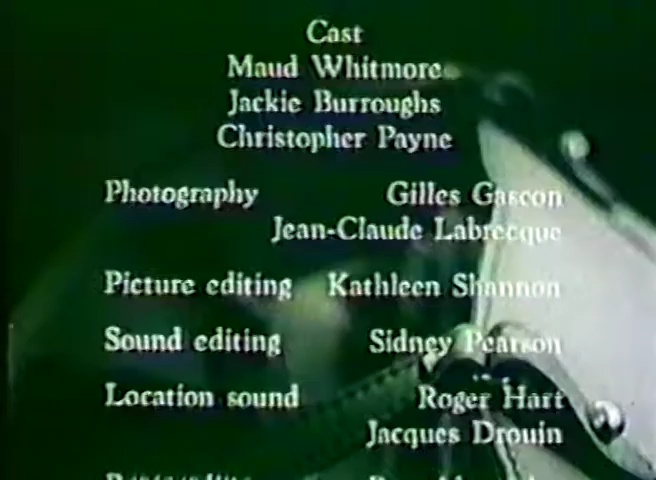 Cast
Maud Whitmore
Jackie Burroughs
Christopher Payne
Photography Gilles Gascon
Jean-Claude Labrecque
Picture editing Kathleen Shannon
Sound editing Sidney Pearson
Location sound Roger Hart
Jacques Drouin